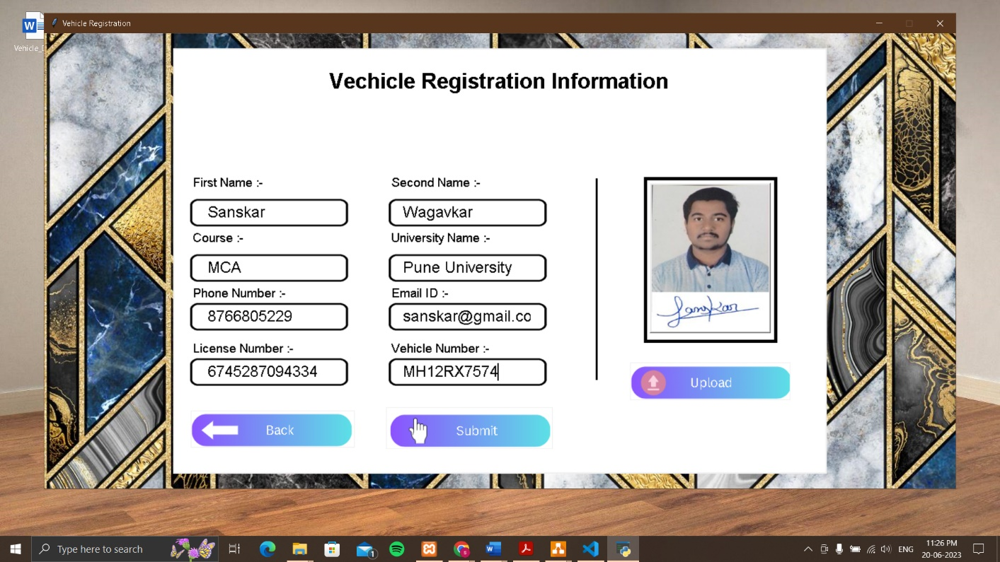 Vehicle Registration
W
Vehicle_
Vechicle Registration Information
First Name :-
Second Name :-
Sanskar
Wagavkar
Course :-
University Name :-
MCA
Pune University
Phone Number :-
Email ID :-
8766805229
sanskar@gmail.co
License Number :-
Vehicle Number :-
6745287094334
MH12RX7574
Sanskar
Upload
Back
Submit
Type here to search
1
W
ENG
11:26 PM
20-06-2023